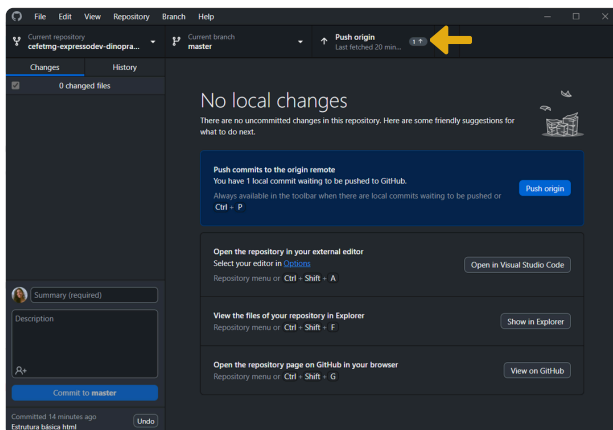 File Edit View Repository Branch Help
Current repository
cefetmg-expressodev-dinopra...
Current branch
master
Push origin
Last fetched 20 min...
1
Changes History
0 changed files
No local changes
There are no uncommitted changes in this repository. Here are some friendly suggestions for
what to do next.
Push commits to the origin remote
You have 1 local commit waiting to be pushed to GitHub.
Always available in the toolbar when there are local commits waiting to be pushed or
Ctrl + P
Push origin
Open the repository in your external editor
Select your editor in Options
Repository menu or Ctrl + Shift + A
Open in Visual Studio Code
View the files of your repository in Explorer
Repository menu or Ctrl + Shift + F
Show in Explorer
Open the repository page on GitHub in your browser
Repository menu or Ctrl + Shift + G
View on GitHub
Summary (required)
Description
Commit to master
Committed 14 minutes ago
Estrutura básica html
Undo